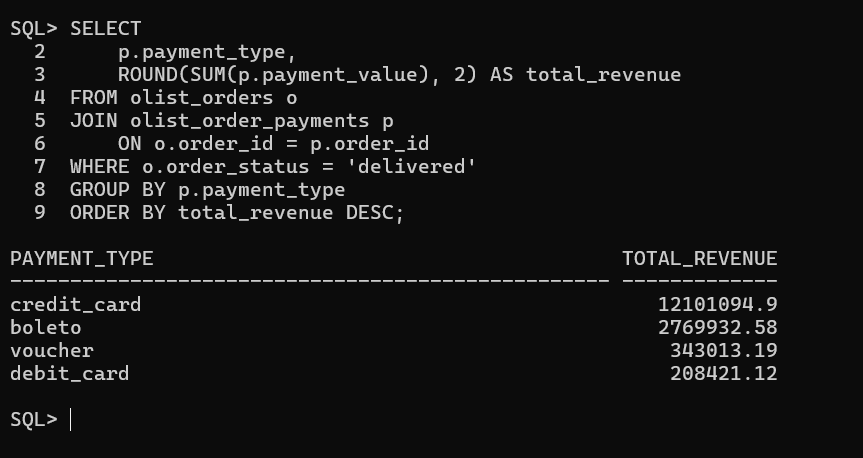 SQL> SELECT
  2      p.payment_type,
  3      ROUND(SUM(p.payment_value), 2) AS total_revenue
  4  FROM olist_orders o
  5  JOIN olist_order_payments p
  6      ON o.order_id = p.order_id
  7  WHERE o.order_status = 'delivered'
  8  GROUP BY p.payment_type
  9  ORDER BY total_revenue DESC;
PAYMENT_TYPE                                       TOTAL_REVENUE
-------------------------------------------------- -------------
credit_card                                           12101094.9
boleto                                                2769932.58
voucher                                                343013.19
debit_card                                             208421.12
SQL>